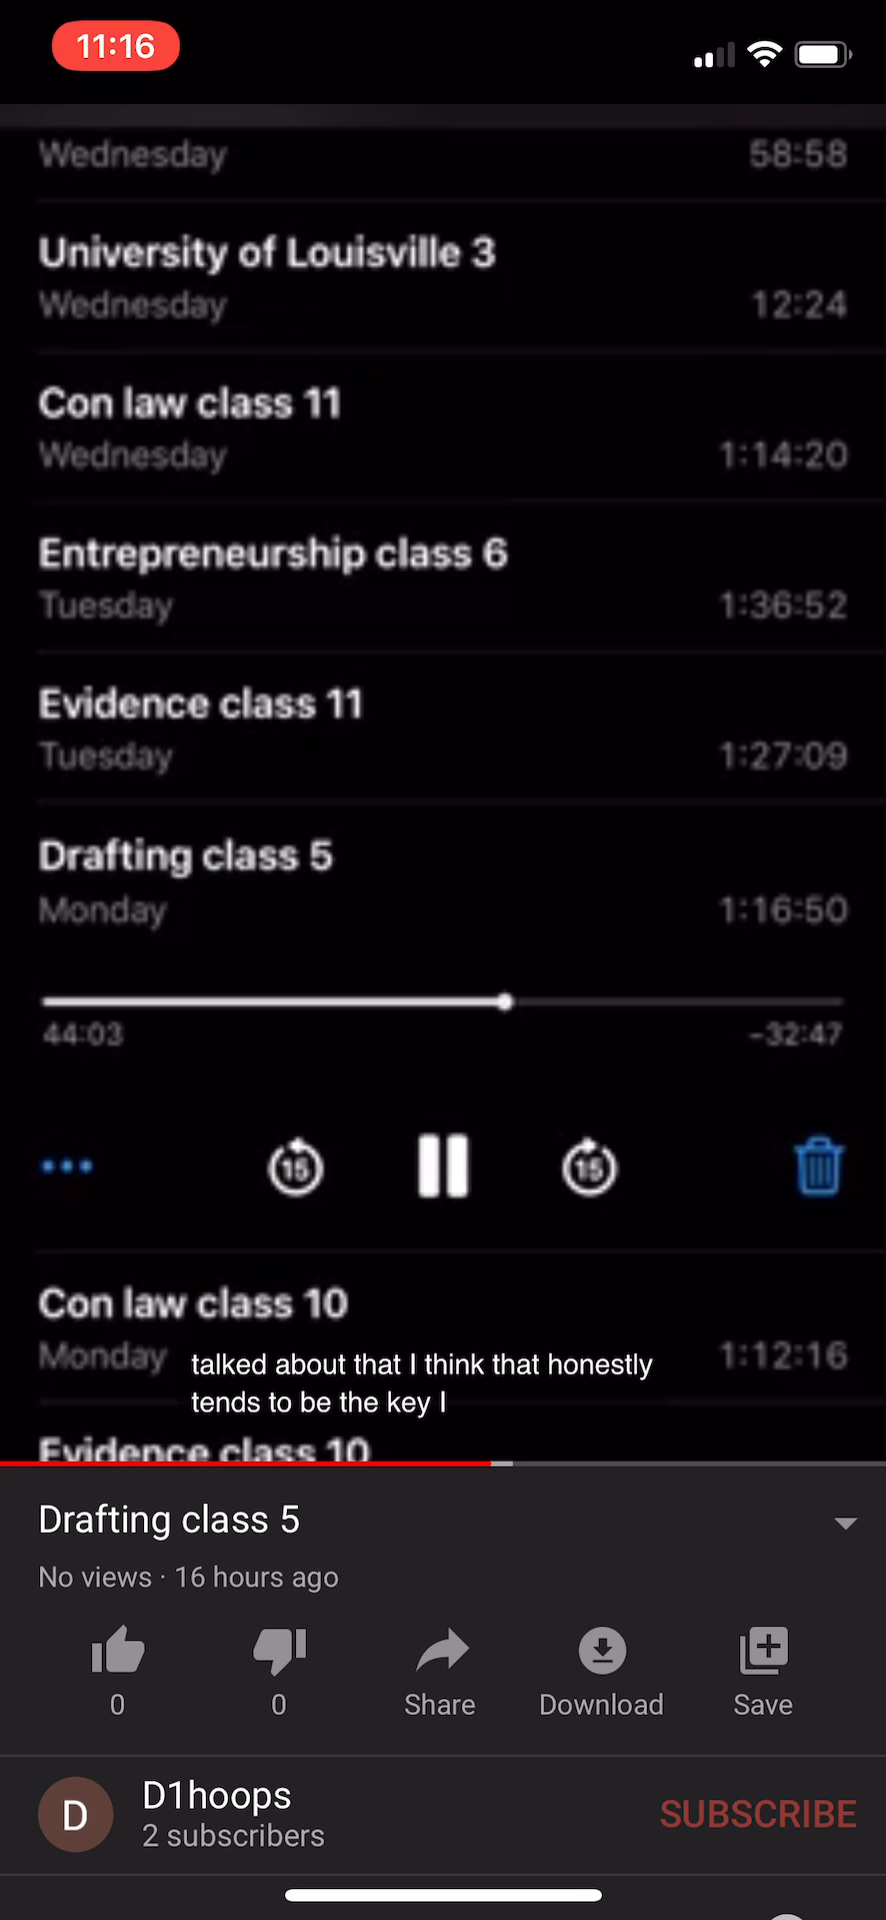 11:16
Wednesday 58:58
University of Louisville 3
Wednesday 12:24
Con law class 11
Wednesday 1:14:20
Entrepreneurship class 6
Tuesday 1:36:52
Evidence class 11
Tuesday 1:27:09
Drafting class 5
Monday 1:16:50
44:03 -32:47
15 15
Con law class 10
Monday 1:12:16
talked about that I think that honestly
tends to be the key I
Evidence class 10
Drafting class 5
No views · 16 hours ago
0 0 Share Download Save
D D1hoops
2 subscribers
SUBSCRIBE